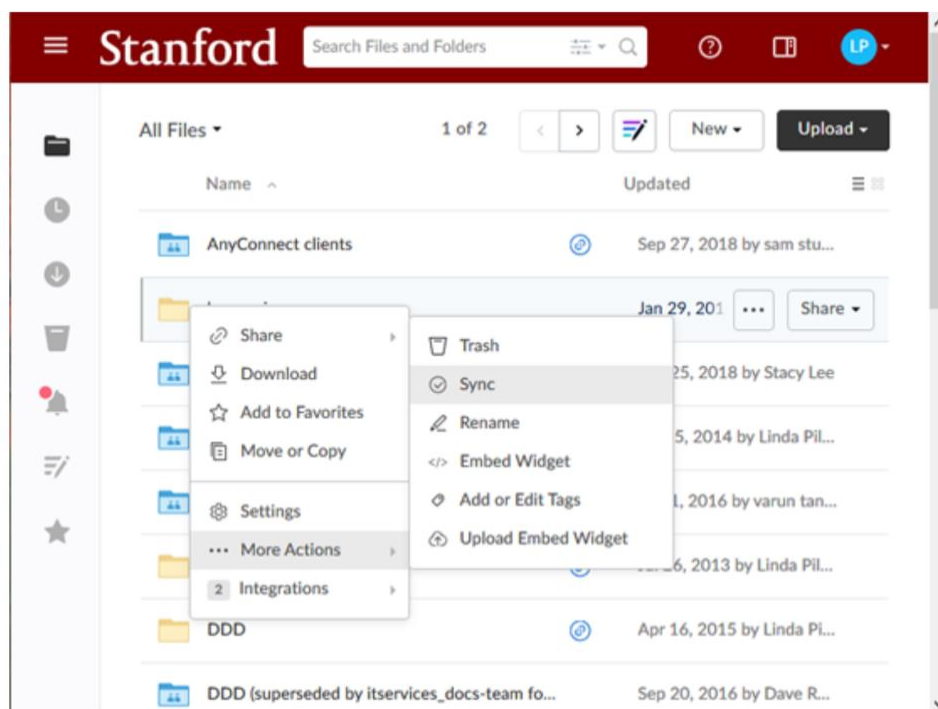 Stanford
Search Files and Folders
LP
All Files
1 of 2
New
Upload
Name
Updated
AnyConnect clients
Sep 27, 2018 by sam stu...
Jan 29, 201
Share
Share
Download
Add to Favorites
Move or Copy
Settings
More Actions
2 Integrations
Trash
Sync
Rename
Embed Widget
Add or Edit Tags
Upload Embed Widget
25, 2018 by Stacy Lee
5, 2014 by Linda Pil...
, 2016 by varun tan...
6, 2013 by Linda Pil...
DDD
Apr 16, 2015 by Linda Pi...
DDD (superseded by itservices_docs-team fo...
Sep 20, 2016 by Dave R...